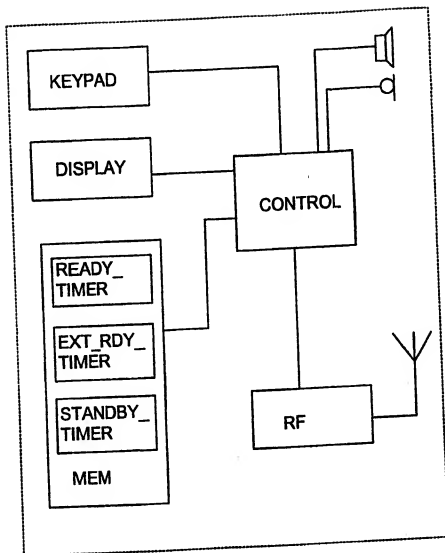 KEYPAD
DISPLAY
CONTROL
READY_
TIMER
EXT_RDY_
TIMER
STANDBY_
TIMER
MEM
RF